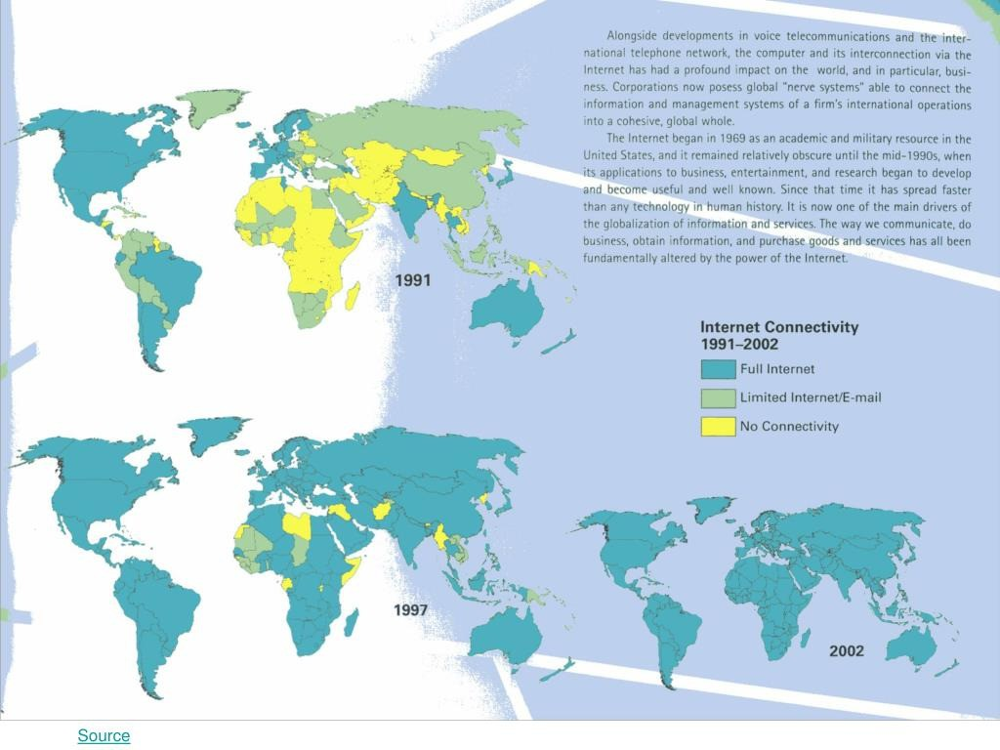 Alongside developments in voice telecommunications and the inter-
national telephone network, the computer and its interconnection via the
Internet has had a profound impact on the world, and in particular, busi-
ness. Corporations now posess global "nerve systems" able to connect the
information and management systems of a firm's international operations
into a cohesive, global whole.
The Internet began in 1969 as an academic and military resource in the
United States, and it remained relatively obscure until the mid-1990s, when
its applications to business, entertainment, and research began to develop
and become useful and well known. Since that time it has spread faster
than any technology in human history. It is now one of the main drivers of
the globalization of information and services. The way we communicate, do
business, obtain information, and purchase goods and services has all been
fundamentally altered by the power of the Internet.
1991
Internet Connectivity
1991–2002
Full Internet
Limited Internet/E-mail
No Connectivity
1997
2002
Source